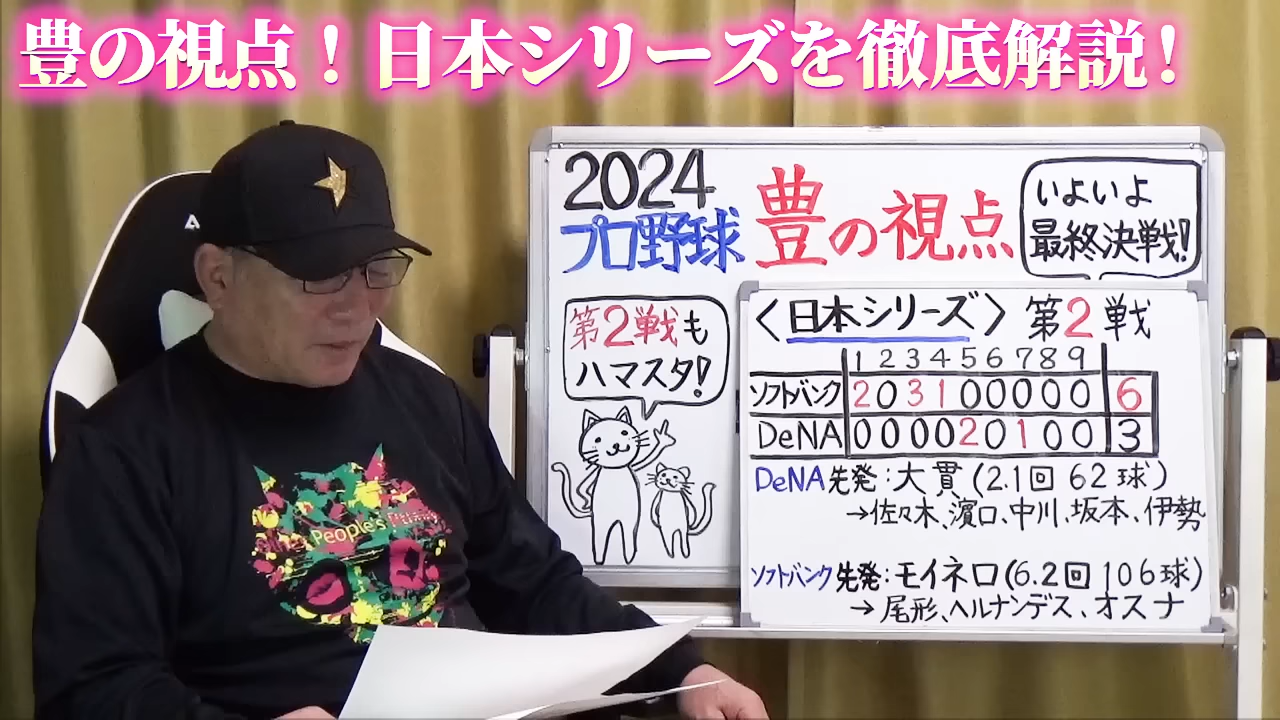 豊の視点！日本シリーズを徹底解説！
2024
プロ野球 豊の視点
いよいよ
最終決戦!
第2戦も
ハマスタ!
〈日本シリーズ〉 第2戦
1 2 3 4 5 6 7 8 9
ソフトバンク 2 0 3 1 0 0 0 0 0 6
DeNA 0 0 0 0 2 0 1 0 0 3
DeNA 先発:大貫(2.1回 62球)
→佐々木、濱口、中川、坂本、伊勢
ソフトバンク 先発:モイネロ(6.2回 106球)
→尾形、ヘルナンデス、オスナ